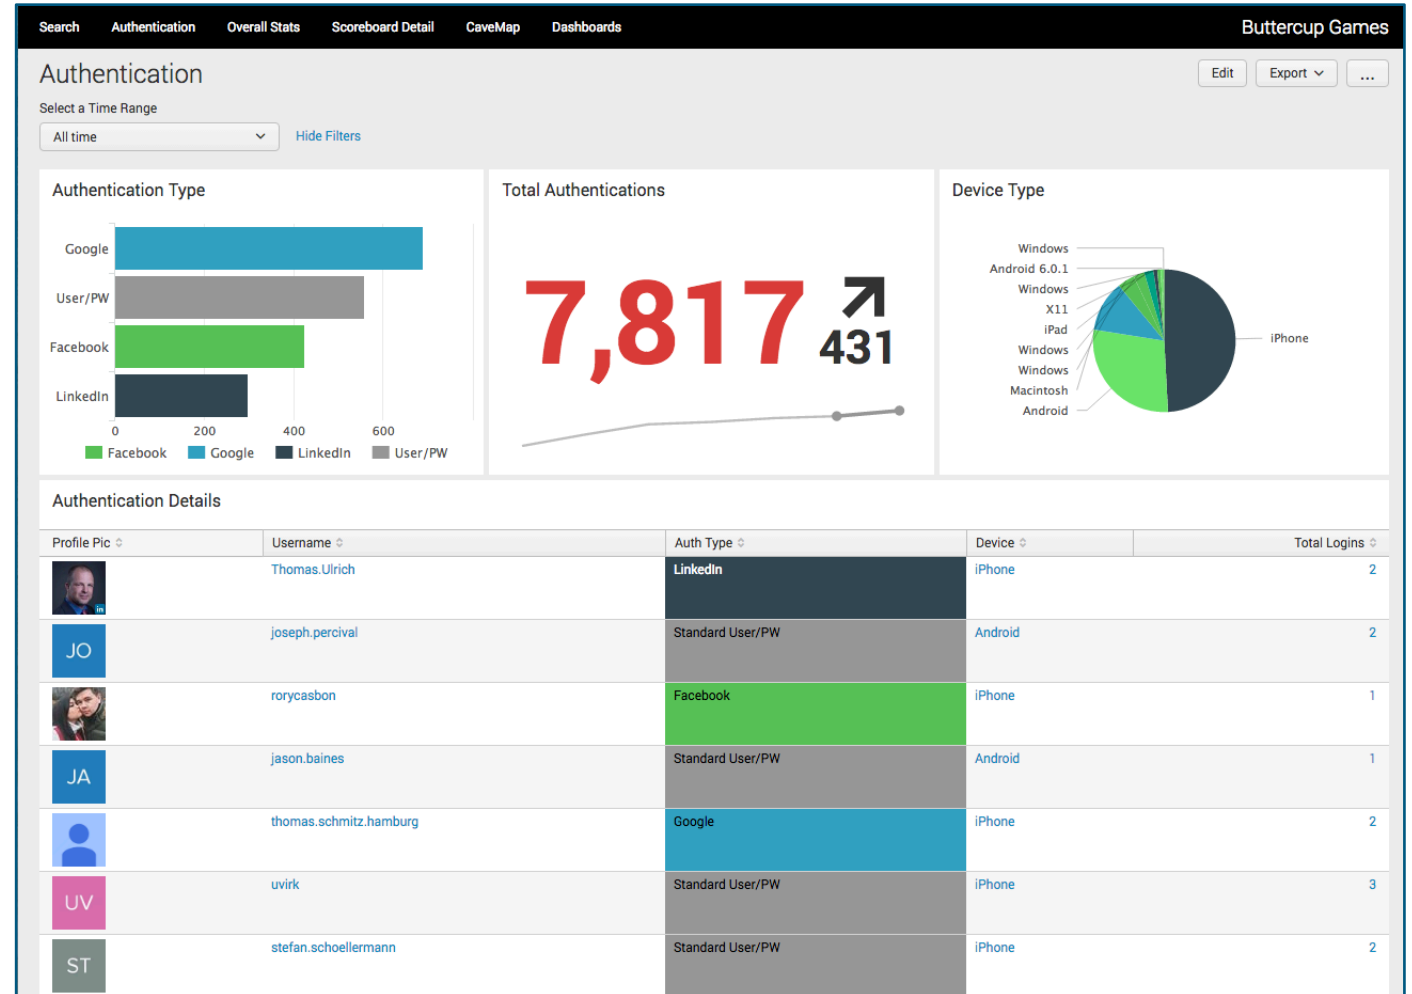 Search Authentication Overall Stats Scoreboard Detail CaveMap Dashboards Buttercup Games
Authentication
Edit Export ...
Select a Time Range
All time Hide Filters
Authentication Type
Google
User/PW
Facebook
LinkedIn
0 200 400 600
Facebook Google LinkedIn User/PW
Total Authentications
7,817 431
Device Type
Windows
Android 6.0.1
Windows
X11
iPad
Windows
Windows
Macintosh
Android
iPhone
Authentication Details
Profile Pic Username Auth Type Device Total Logins
in Thomas.Ulrich LinkedIn iPhone 2
JO joseph.percival Standard User/PW Android 2
rorycasbon Facebook iPhone 1
JA jason.baines Standard User/PW Android 1
thomas.schmitz.hamburg Google iPhone 2
UV uvirk Standard User/PW iPhone 3
ST stefan.schoellermann Standard User/PW iPhone 2